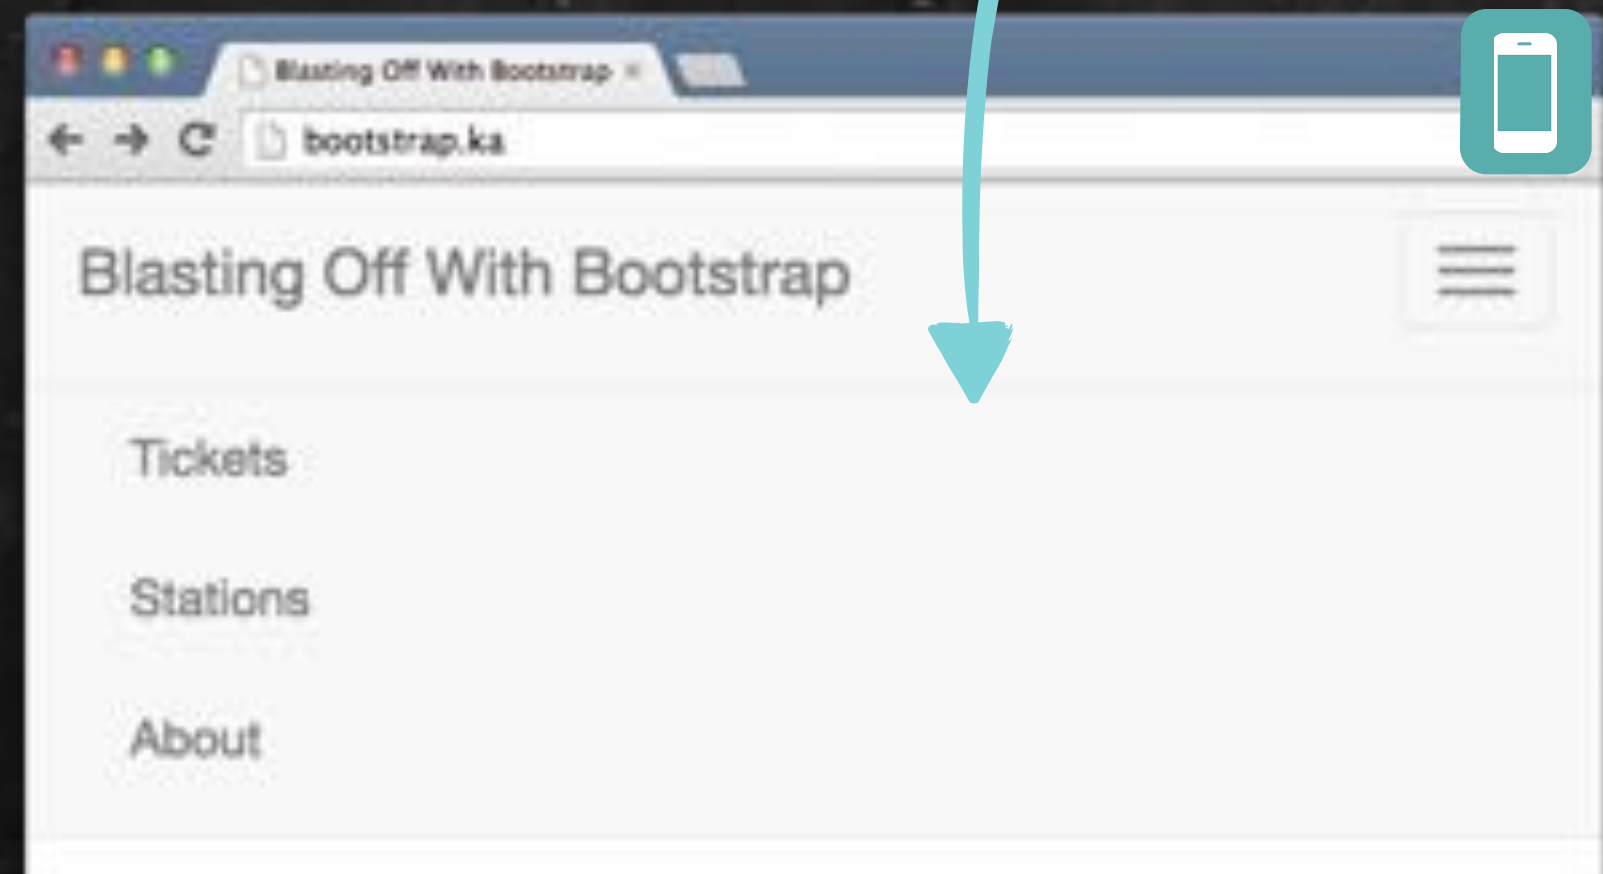 Blasting Off With Bootstrap
bootstrap.ka
Blasting Off With Bootstrap
Tickets
Stations
About